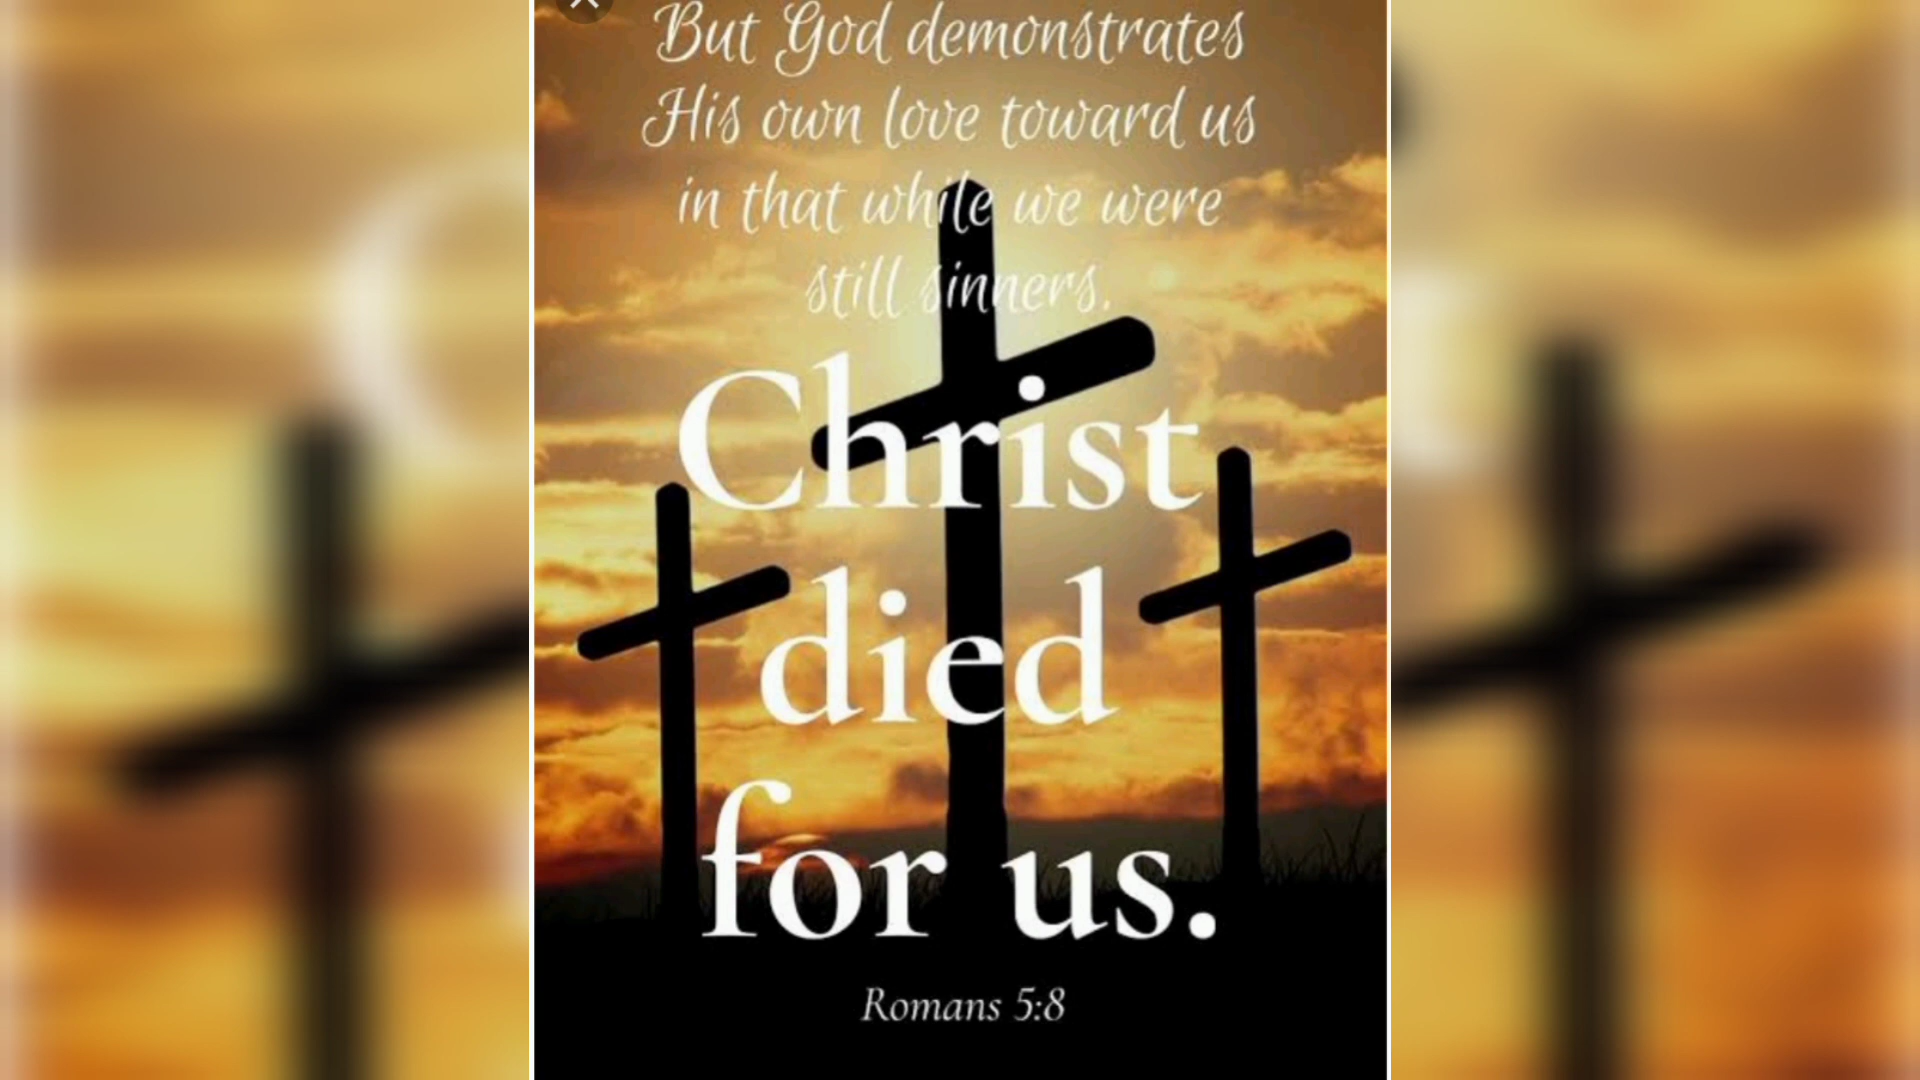 But God demonstrates
His own love toward us
in that while we were
still sinners.
Christ
died
for us.
Romans 5:8